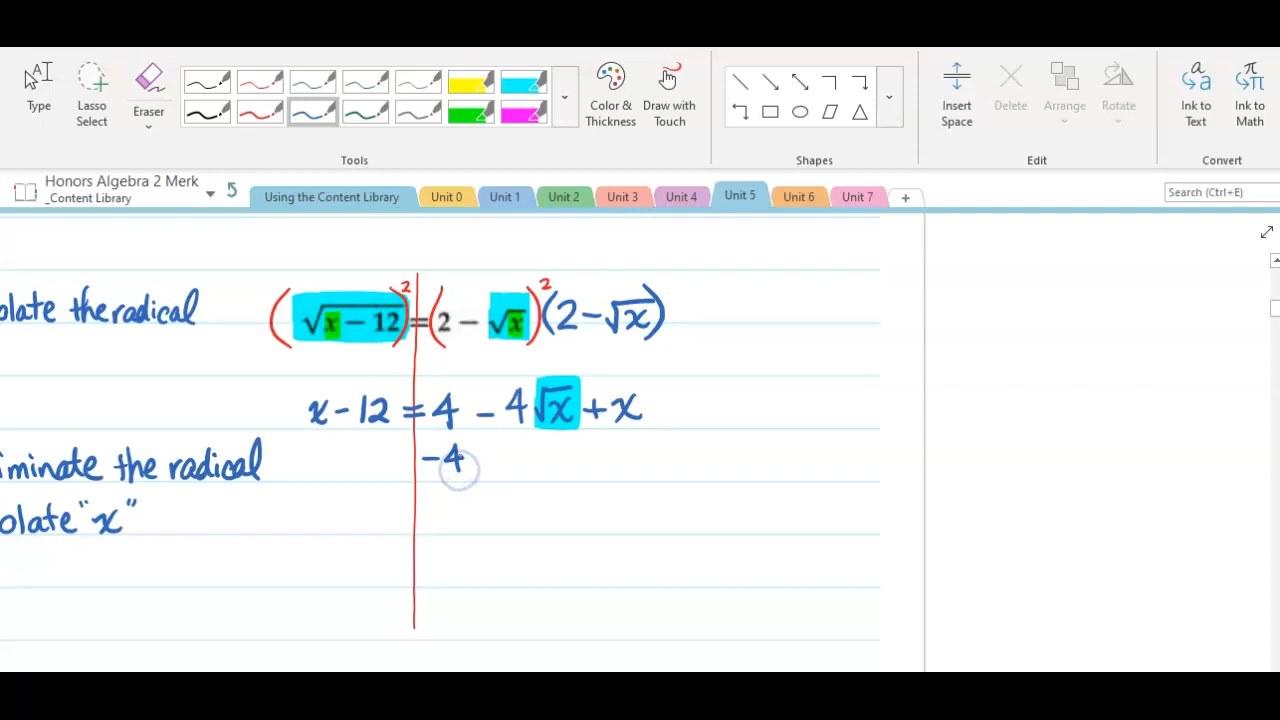 Type
Lasso Select
Eraser
Color & Thickness
Draw with Touch
Insert Space
Delete
Arrange
Rotate
Ink to Text
Ink to Math
Tools
Shapes
Edit
Convert
Honors Algebra 2 Merk
_Content Library
Using the Content Library
Unit 0
Unit 1
Unit 2
Unit 3
Unit 4
Unit 5
Unit 6
Unit 7
+
Search (Ctrl+E)
olate the radical
(√(x − 12))² = (2 − √x)² (2 − √x)
x − 12 = 4 − 4√x + x
− 4
iminate the radical
olate "x"